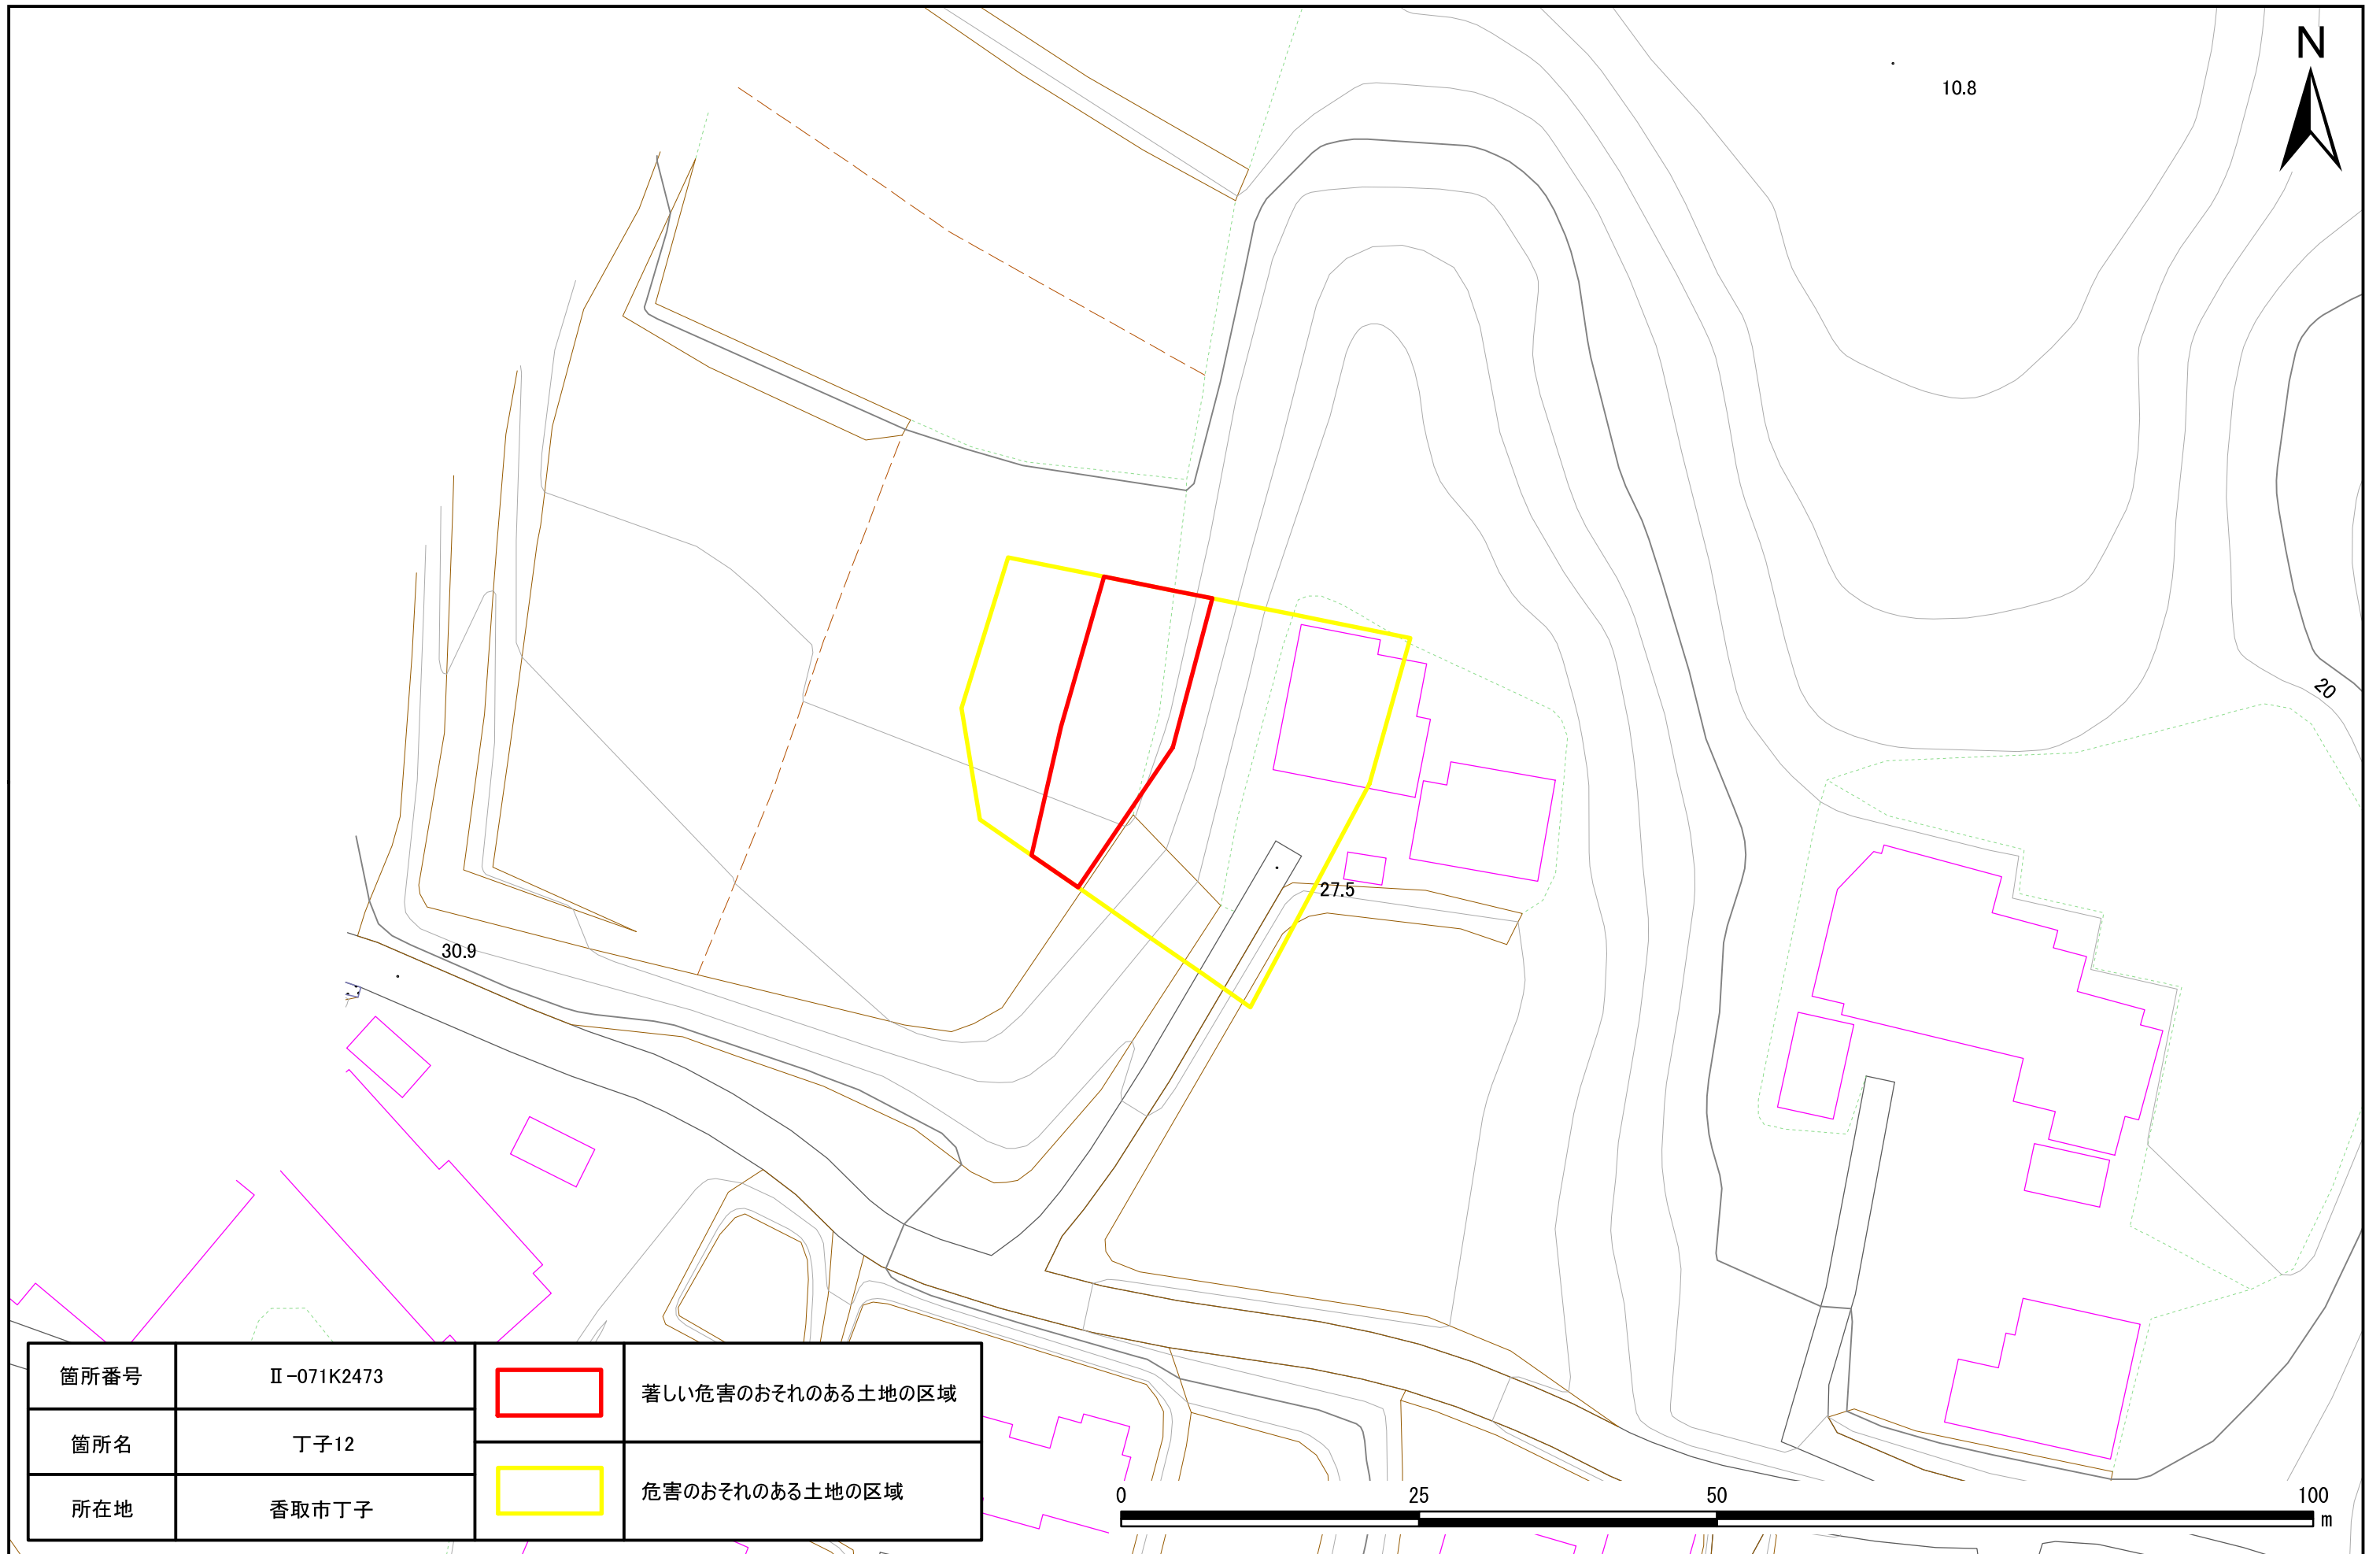 N
10.8
20
27.5
30.9
箇所番号 Ⅱ-071K2473
箇所名 丁子12
所在地 香取市丁子
著しい危害のおそれのある土地の区域
危害のおそれのある土地の区域
0 25 50 100
m